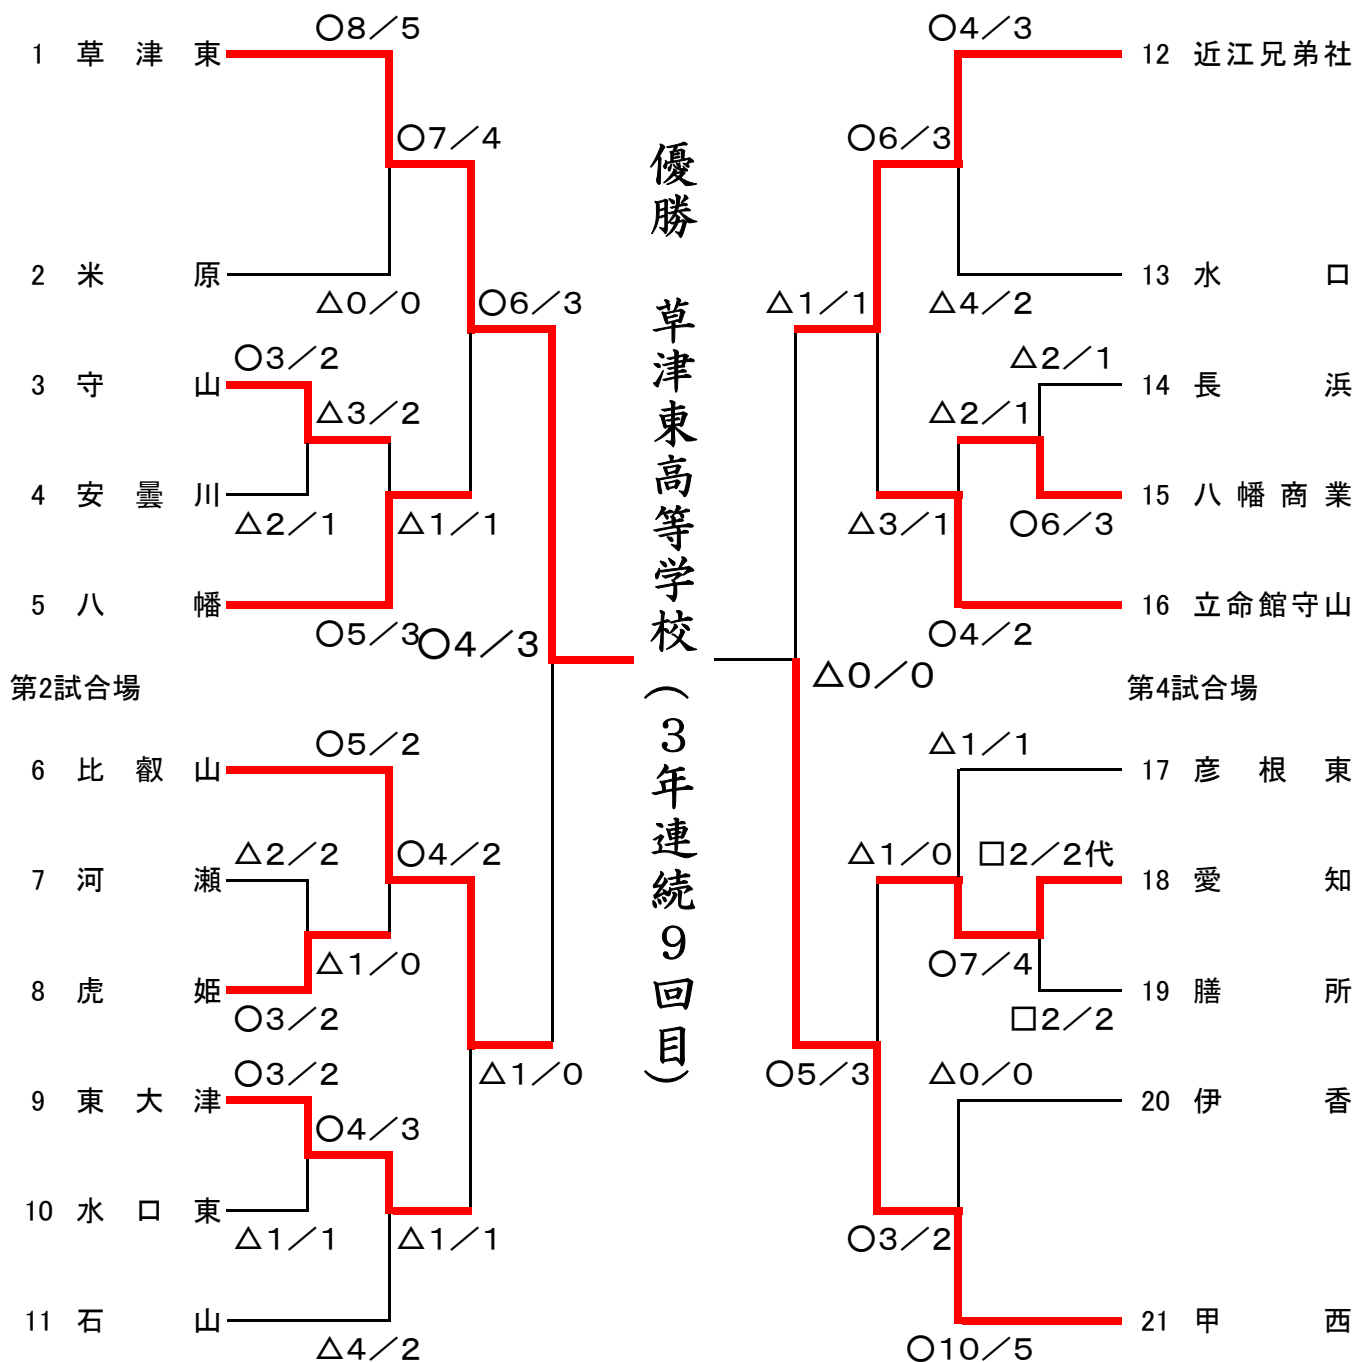 ○8／5
1 草津東
○7／4
2 米原
△0／0
○6／3
○3／2
3 守山
△3／2
4 安曇川
△2／1
△1／1
5 八幡
○5／3
○4／3
第2試合場
○5／2
6 比叡山
△2／2
○4／2
7 河瀬
△1／0
8 虎姫
○3／2
○3／2
△1／0
9 東大津
○4／3
10 水口東
△1／1
△1／1
11 石山
△4／2
優勝 草津東高等学校（３年連続９回目）
○4／3
12 近江兄弟社
○6／3
13 水口
△1／1
△4／2
△2／1
14 長浜
△2／1
15 八幡商業
△3／1
○6／3
16 立命館守山
○4／2
△0／0
第4試合場
△1／1
17 彦根東
△1／0
□2／2代
18 愛知
○7／4
19 膳所
□2／2
○5／3
△0／0
20 伊香
○3／2
21 甲西
○10／5